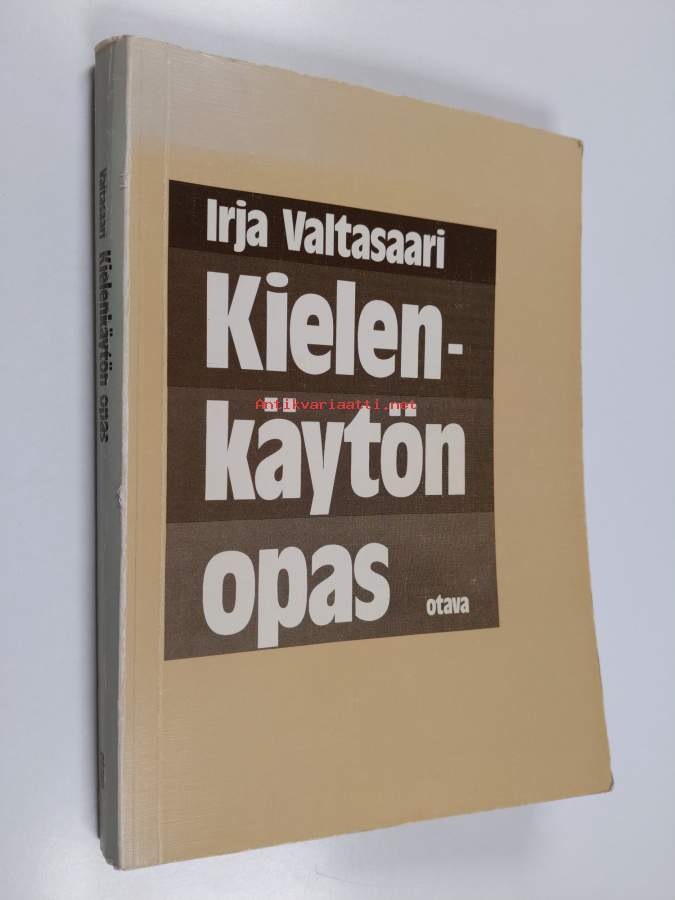 Irja Valtasaari
Kielen-
käytön
opas
otava
Valtasaari Kielenkäytön opas
Antikvariaatti.net